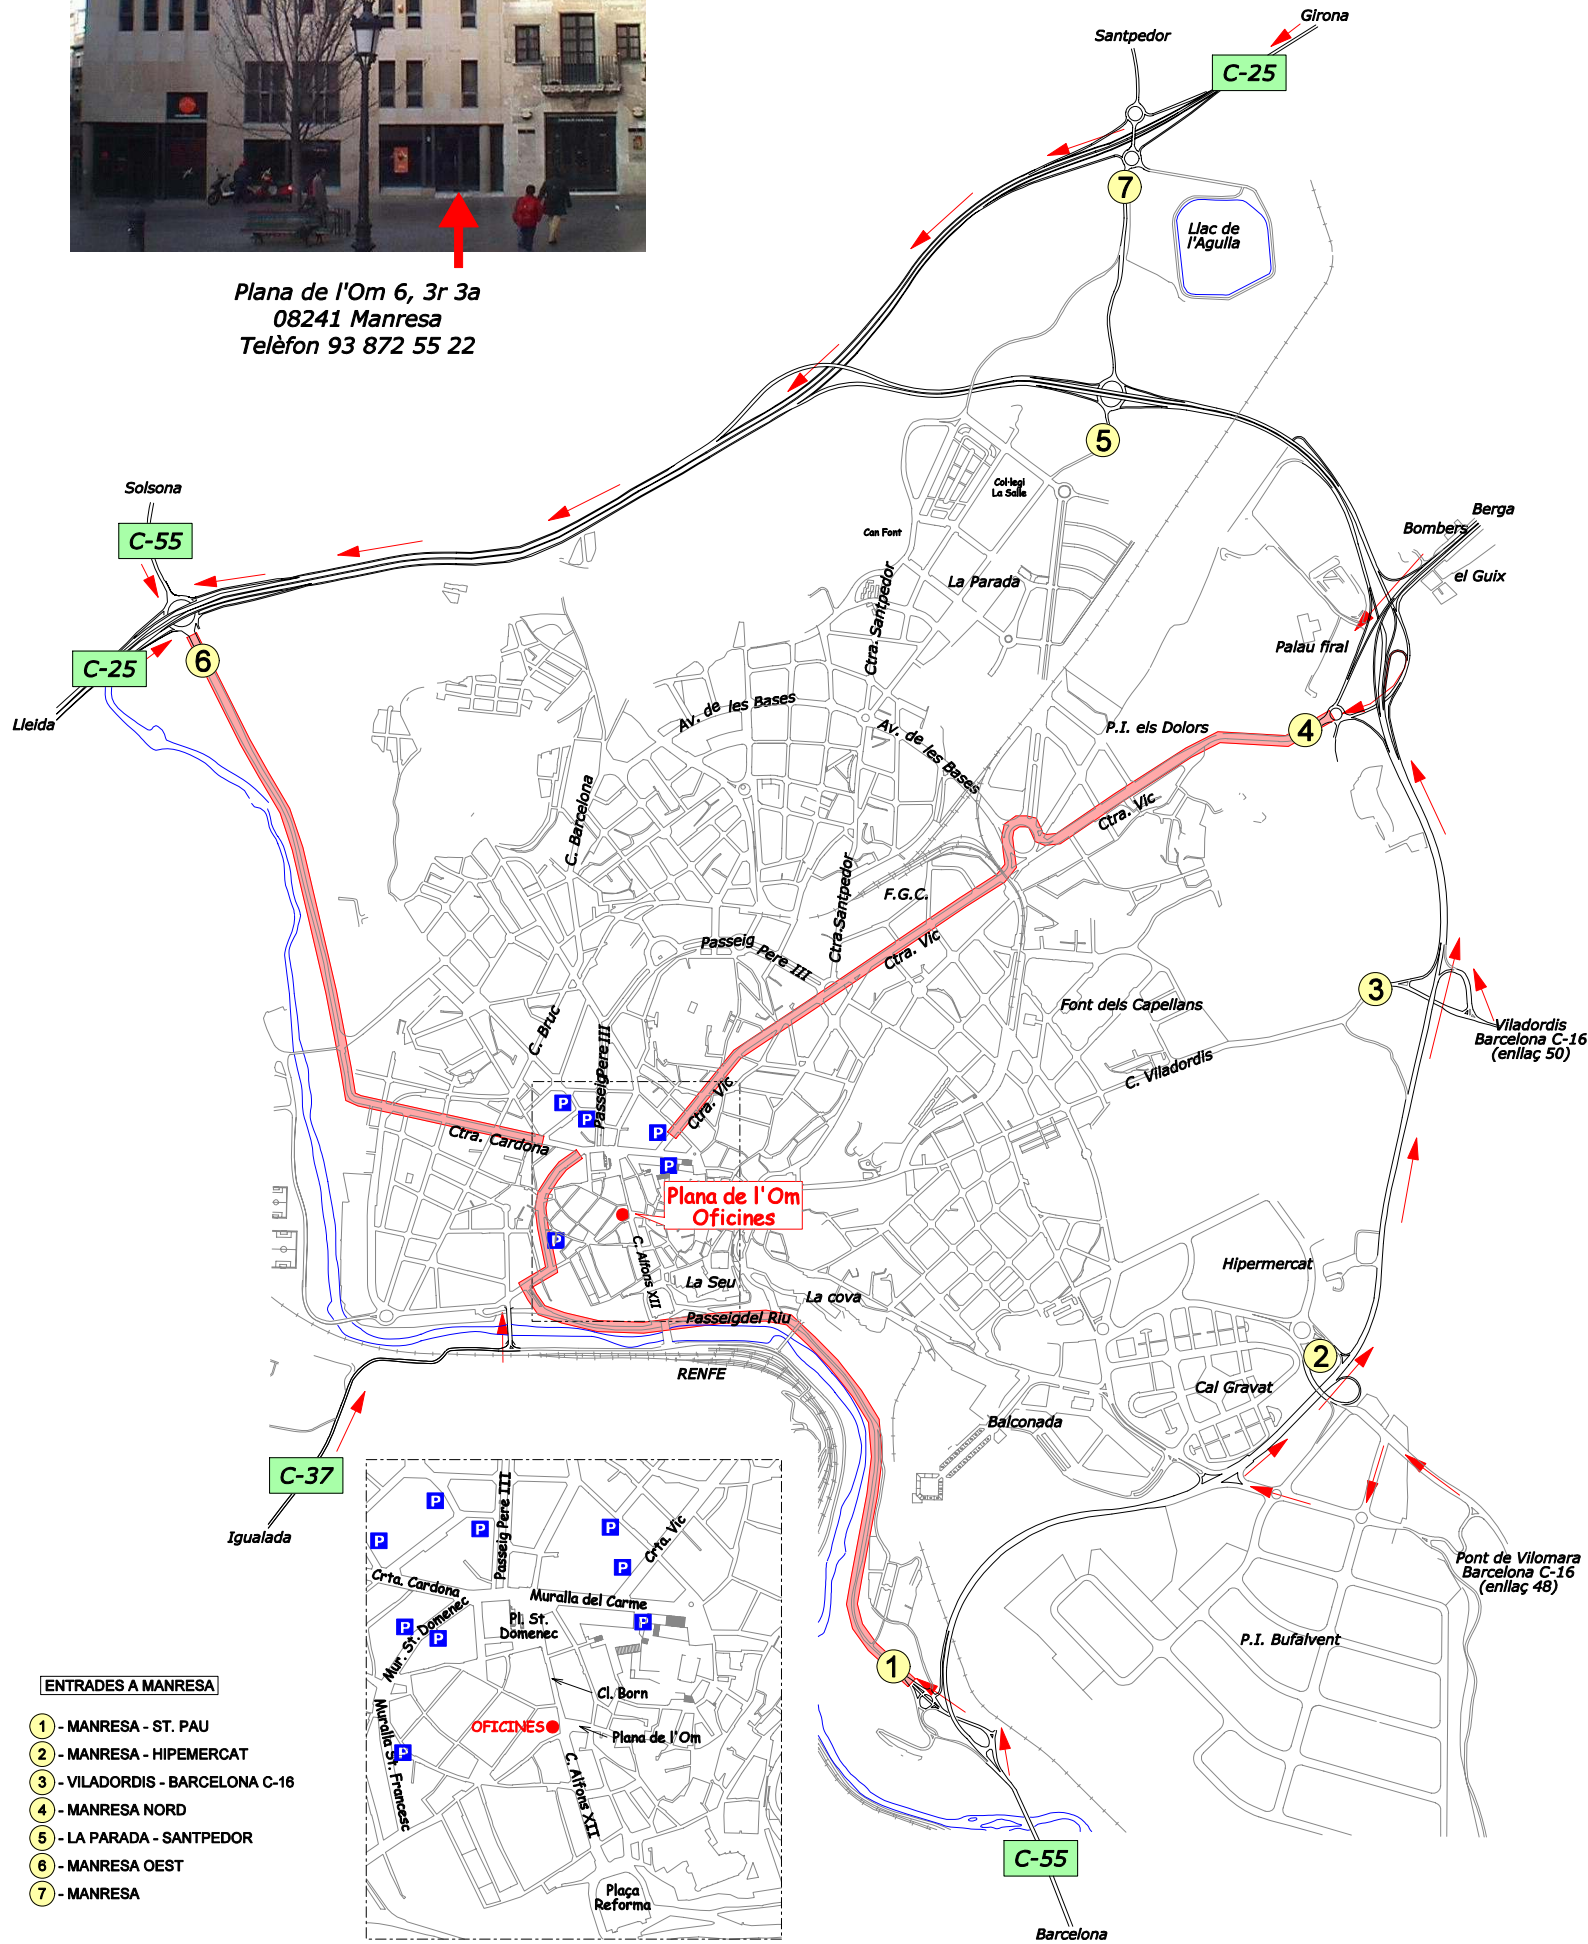 Plana de l'Om 6, 3r 3a
08241 Manresa
Telèfon 93 872 55 22
Girona
Santpedor
C-25
7
Llac de
l'Agulla
5
Solsona
C-55
Col·legi
La Salle
Can Font
Berga
Bombers
el Guix
La Parada
Ctra. Santpedor
Palau firal
6
C-25
Lleida
Av. de les Bases
Av. de les Bases
P.I. els Dolors
4
Ctra. Vic
C. Barcelona
Ctra.Santpedor
F.G.C.
Passeig
Pere III
Ctra. Vic
3
Font dels Capellans
Viladordis
Barcelona C-16
(enllaç 50)
C. Bruc
Passeig Pere III
C. Viladordis
Ctra. Vic
P
P
P
P
Ctra. Cardona
Plana de l'Om
Oficines
P
C. Alfons XII
La Seu
La cova
Hipermercat
Passeigdel Riu
2
RENFE
Cal Gravat
Balconada
C-37
Igualada
Passeig Pere III
P
P
P
P
P
Crta. Vic
Crta. Cardona
Muralla del Carme
Mur. St. Domenec
P
P
P
Pl. St.
Domenec
Cl. Born
OFICINES
Plana de l'Om
Muralla St. Francesc
P
C. Alfons XII
Plaça
Reforma
Pont de Vilomara
Barcelona C-16
(enllaç 48)
P.I. Bufalvent
1
C-55
Barcelona
ENTRADES A MANRESA
1 - MANRESA - ST. PAU
2 - MANRESA - HIPEMERCAT
3 - VILADORDIS - BARCELONA C-16
4 - MANRESA NORD
5 - LA PARADA - SANTPEDOR
6 - MANRESA OEST
7 - MANRESA